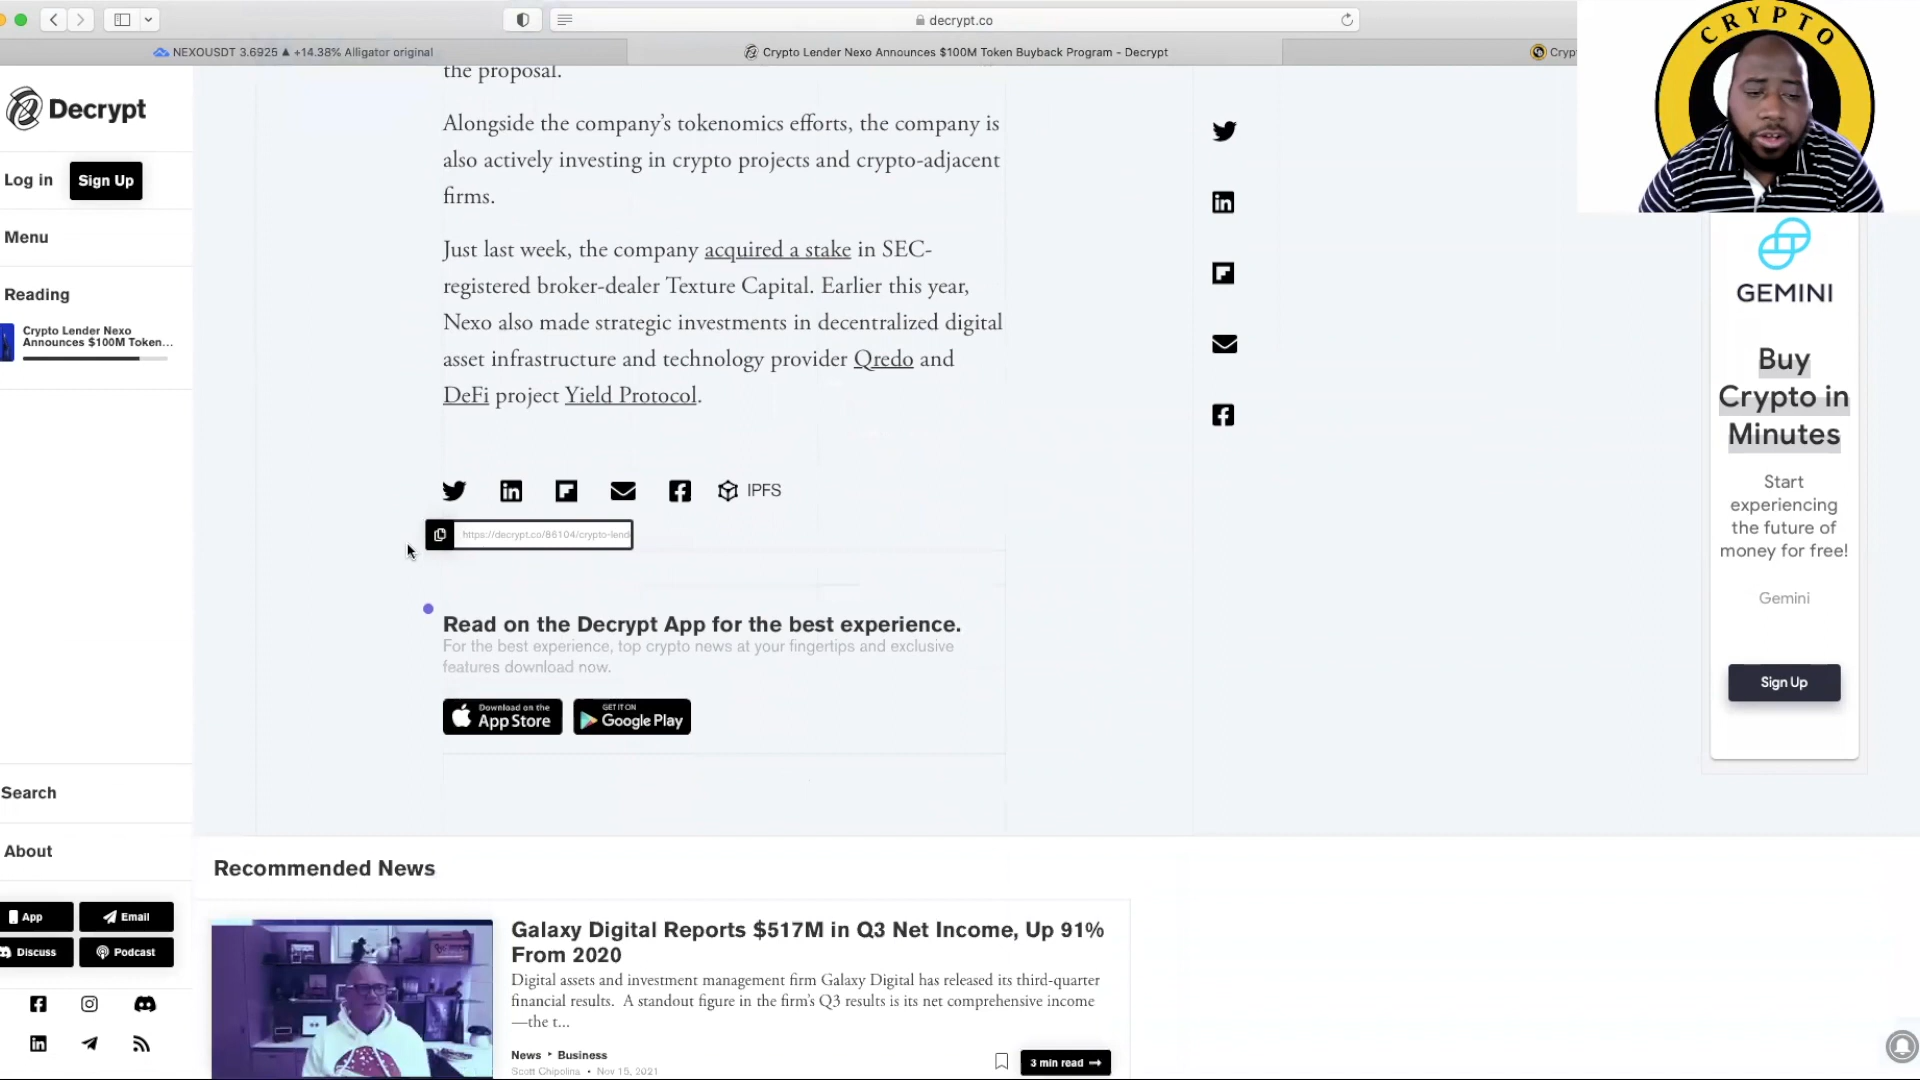 decrypt.co
NEXOUSDT 3.6925 ▲ +14.38% Alligator original
Crypto Lender Nexo Announces $100M Token Buyback Program - Decrypt
Cryp
CRYPTO
Decrypt
Log in
Sign Up
Menu
Reading
Crypto Lender Nexo
Announces $100M Token...
the proposal.
Alongside the company's tokenomics efforts, the company is
also actively investing in crypto projects and crypto-adjacent
firms.
Just last week, the company acquired a stake in SEC-
registered broker-dealer Texture Capital. Earlier this year,
Nexo also made strategic investments in decentralized digital
asset infrastructure and technology provider Qredo and
DeFi project Yield Protocol.
IPFS
https://decrypt.co/86104/crypto-lend
Read on the Decrypt App for the best experience.
For the best experience, top crypto news at your fingertips and exclusive
features download now.
Download on the
App Store
GET IT ON
Google Play
GEMINI
Buy
Crypto in
Minutes
Start
experiencing
the future of
money for free!
Gemini
Sign Up
Search
About
App
Email
Discuss
Podcast
Recommended News
Galaxy Digital Reports $517M in Q3 Net Income, Up 91%
From 2020
Digital assets and investment management firm Galaxy Digital has released its third-quarter
financial results. A standout figure in the firm's Q3 results is its net comprehensive income
—the t...
News ‣ Business
Scott Chipolina • Nov 15, 2021
3 min read →